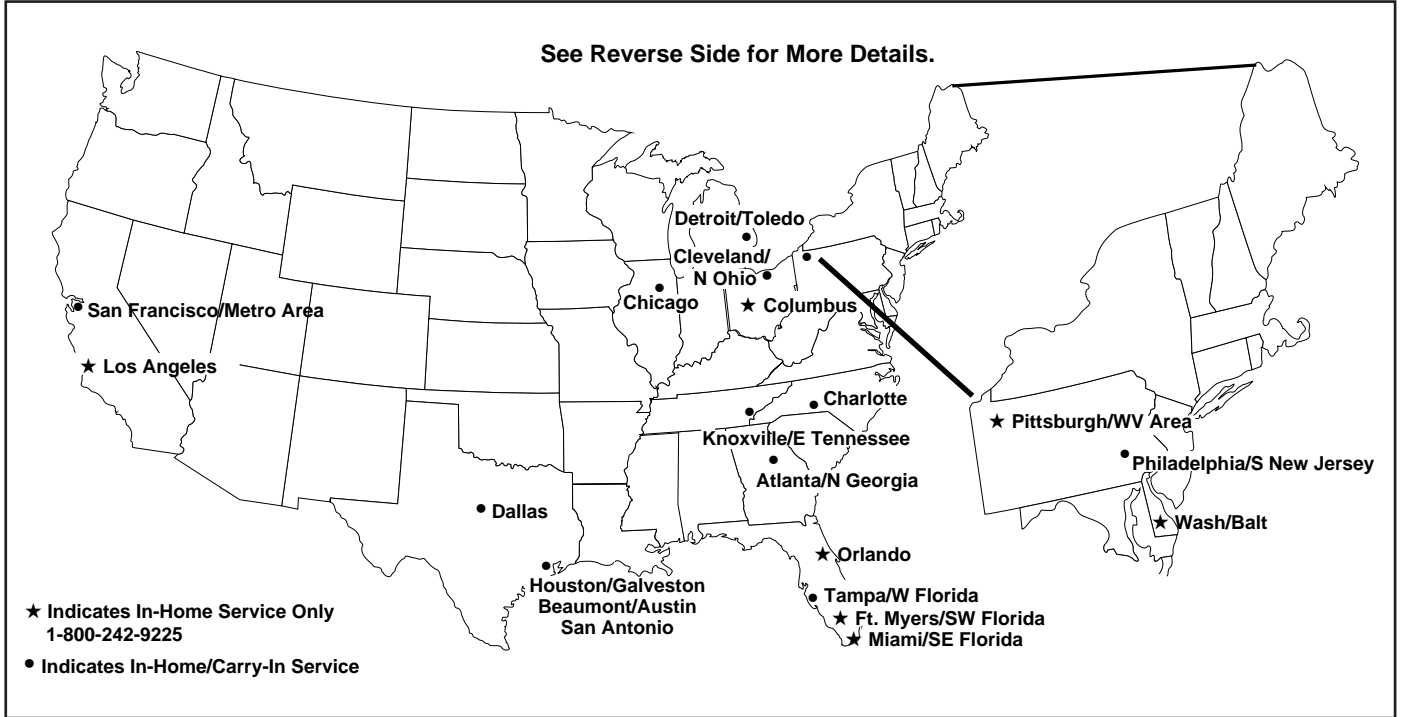 See Reverse Side for More Details.
Detroit/Toledo
Cleveland/
N Ohio
Chicago
★ Columbus
San Francisco/Metro Area
★ Los Angeles
Charlotte
Knoxville/E Tennessee
Atlanta/N Georgia
★ Pittsburgh/WV Area
Philadelphia/S New Jersey
★ Wash/Balt
Dallas
★ Orlando
Houston/Galveston
Beaumont/Austin
San Antonio
Tampa/W Florida
★ Ft. Myers/SW Florida
★ Miami/SE Florida
★ Indicates In-Home Service Only
1-800-242-9225
• Indicates In-Home/Carry-In Service